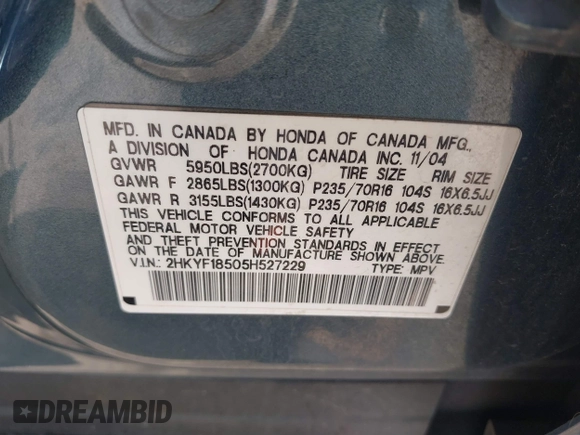 MFD. IN CANADA BY HONDA OF CANADA MFG.,
A DIVISION OF HONDA CANADA INC. 11/04
GVWR 5950LBS(2700KG) TIRE SIZE RIM SIZE
GAWR F 2865LBS(1300KG) P235/70R16 104S 16X6.5JJ
GAWR R 3155LBS(1430KG) P235/70R16 104S 16X6.5JJ
THIS VEHICLE CONFORMS TO ALL APPLICABLE
FEDERAL MOTOR VEHICLE SAFETY
AND THEFT PREVENTION STANDARDS IN EFFECT
ON THE DATE OF MANUFACTURE SHOWN ABOVE.
V.I.N.: 2HKYF18505H527229 TYPE: MPV
DREAMBID